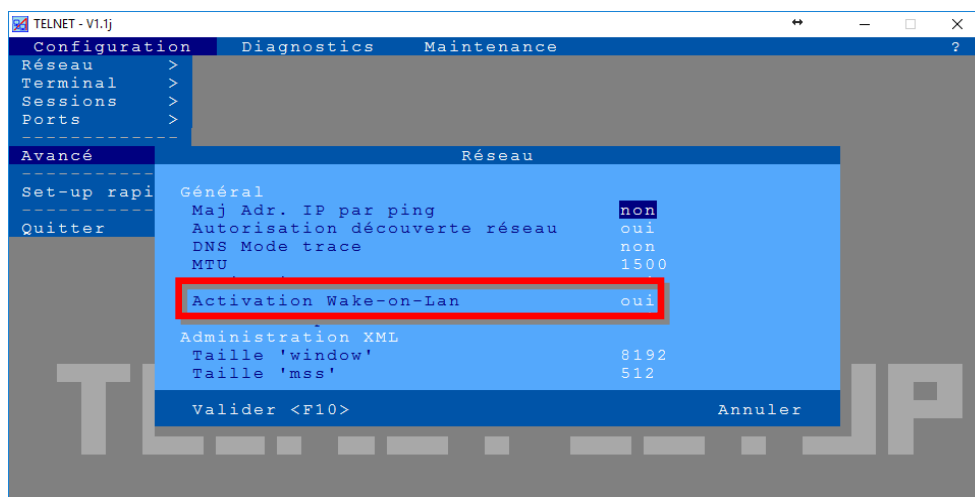 TELNET - V1.1j
Configuration Diagnostics Maintenance ?
Réseau >
Terminal >
Sessions >
Ports >
-------------
Avancé
Réseau
-----------
Set-up rapi
-----------
Quitter
Général
Maj Adr. IP par ping non
Autorisation découverte réseau oui
DNS Mode trace non
MTU 1500
Activation Wake-on-Lan oui
Administration XML
Taille 'window' 8192
Taille 'mss' 512
Valider <F10> Annuler